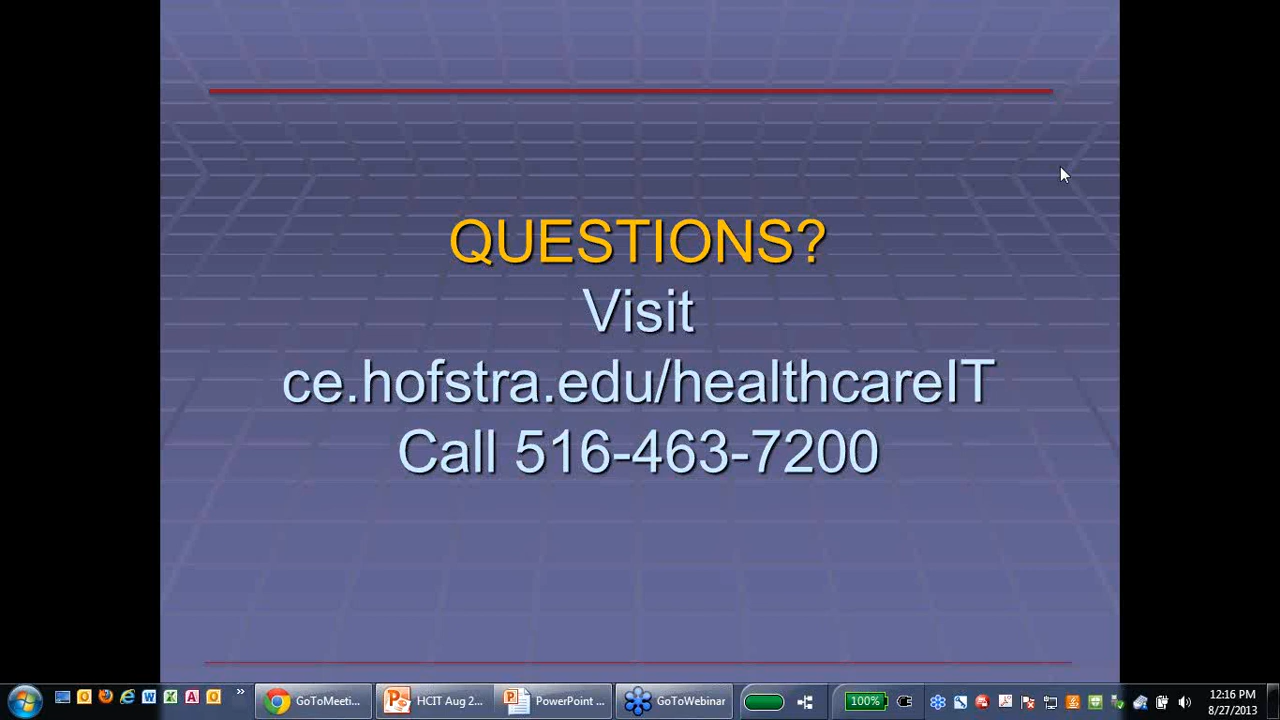 QUESTIONS?
Visit
ce.hofstra.edu/healthcareIT
Call 516-463-7200
GoToMeeti...
HCIT Aug 2...
PowerPoint ...
GoToWebinar
100%
12:16 PM
8/27/2013